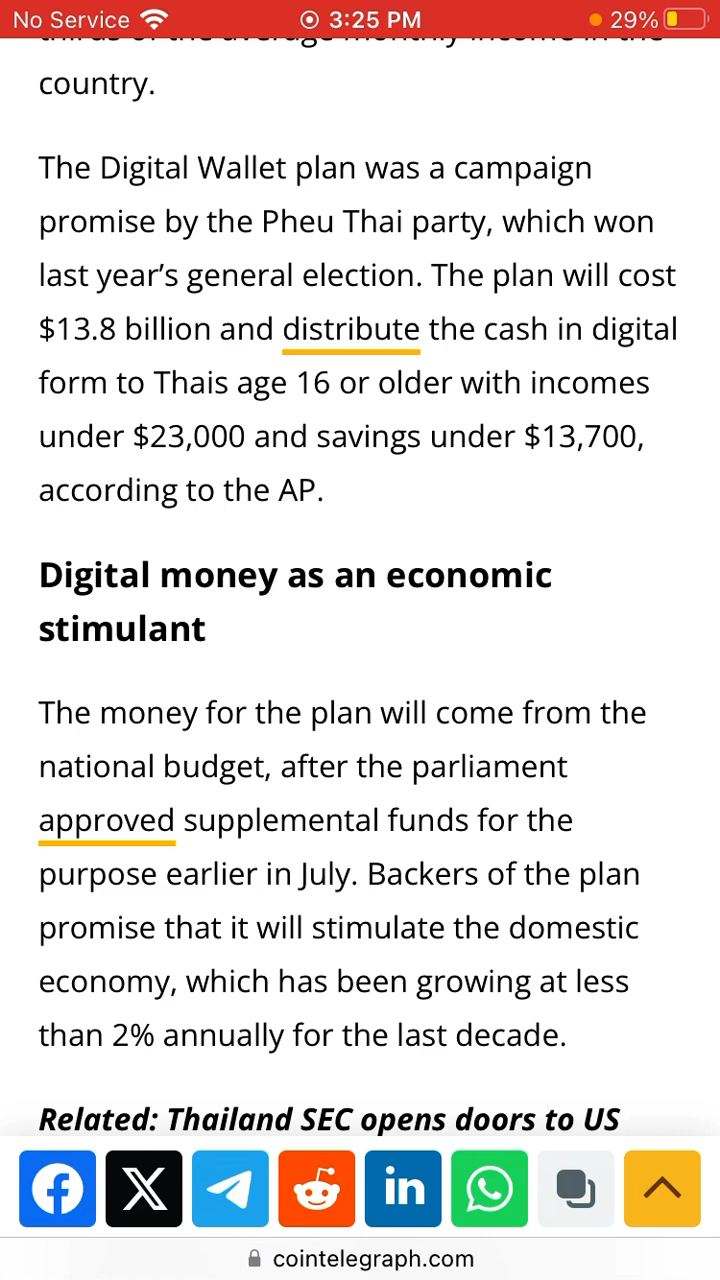 No Service 3:25 PM 29%
country.
The Digital Wallet plan was a campaign
promise by the Pheu Thai party, which won
last year’s general election. The plan will cost
$13.8 billion and distribute the cash in digital
form to Thais age 16 or older with incomes
under $23,000 and savings under $13,700,
according to the AP.
Digital money as an economic
stimulant
The money for the plan will come from the
national budget, after the parliament
approved supplemental funds for the
purpose earlier in July. Backers of the plan
promise that it will stimulate the domestic
economy, which has been growing at less
than 2% annually for the last decade.
Related: Thailand SEC opens doors to US
cointelegraph.com